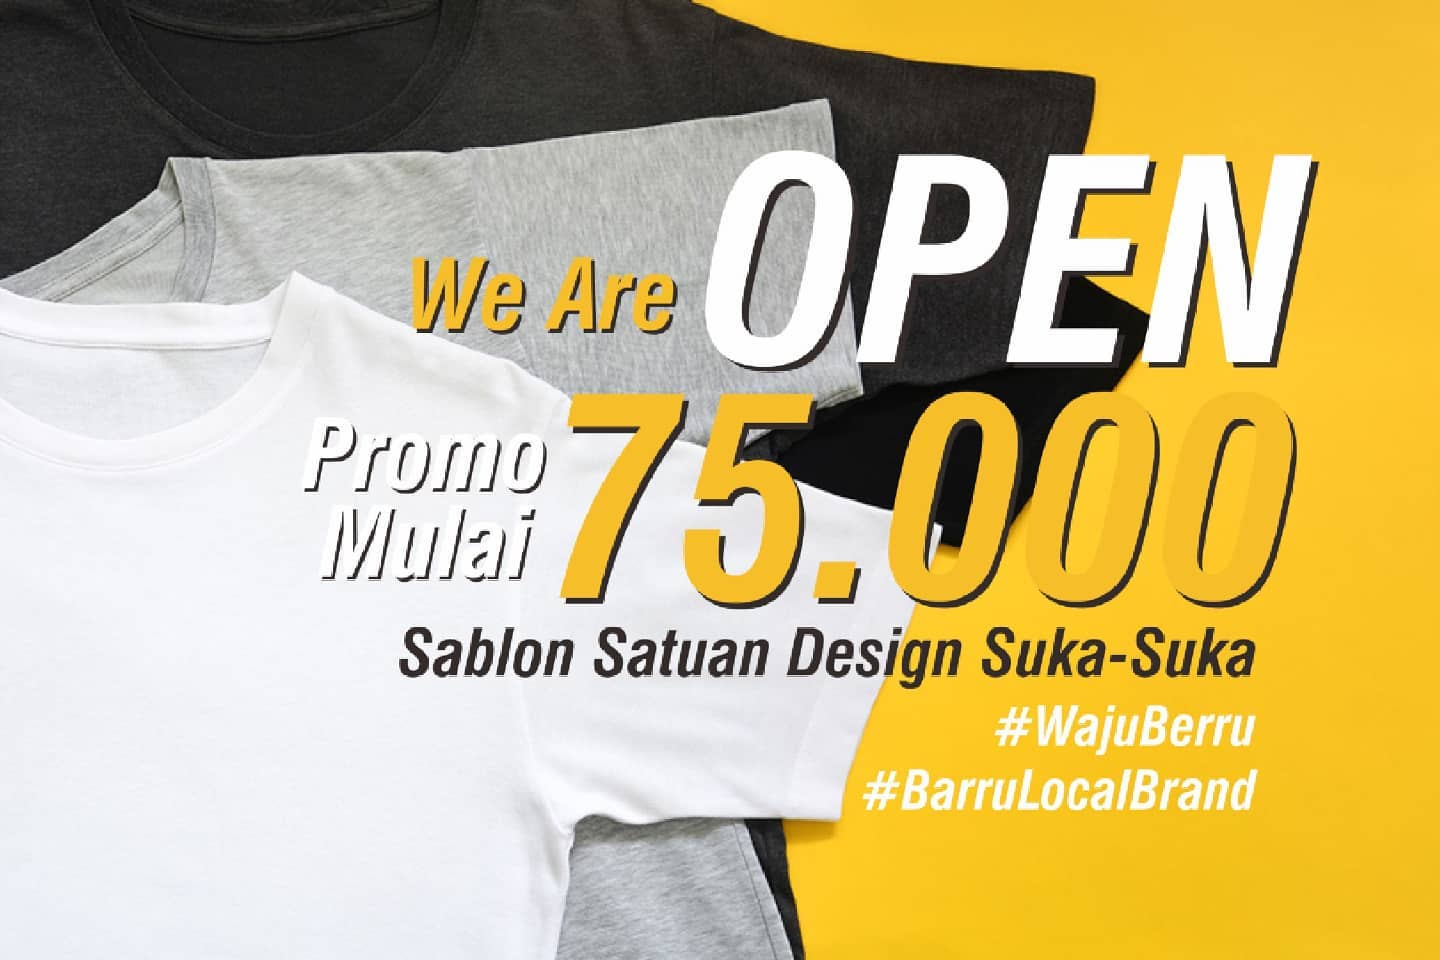 We Are OPEN
Promo Mulai 75.000
Sablon Satuan Design Suka-Suka
#WajuBerru
#BarruLocalBrand